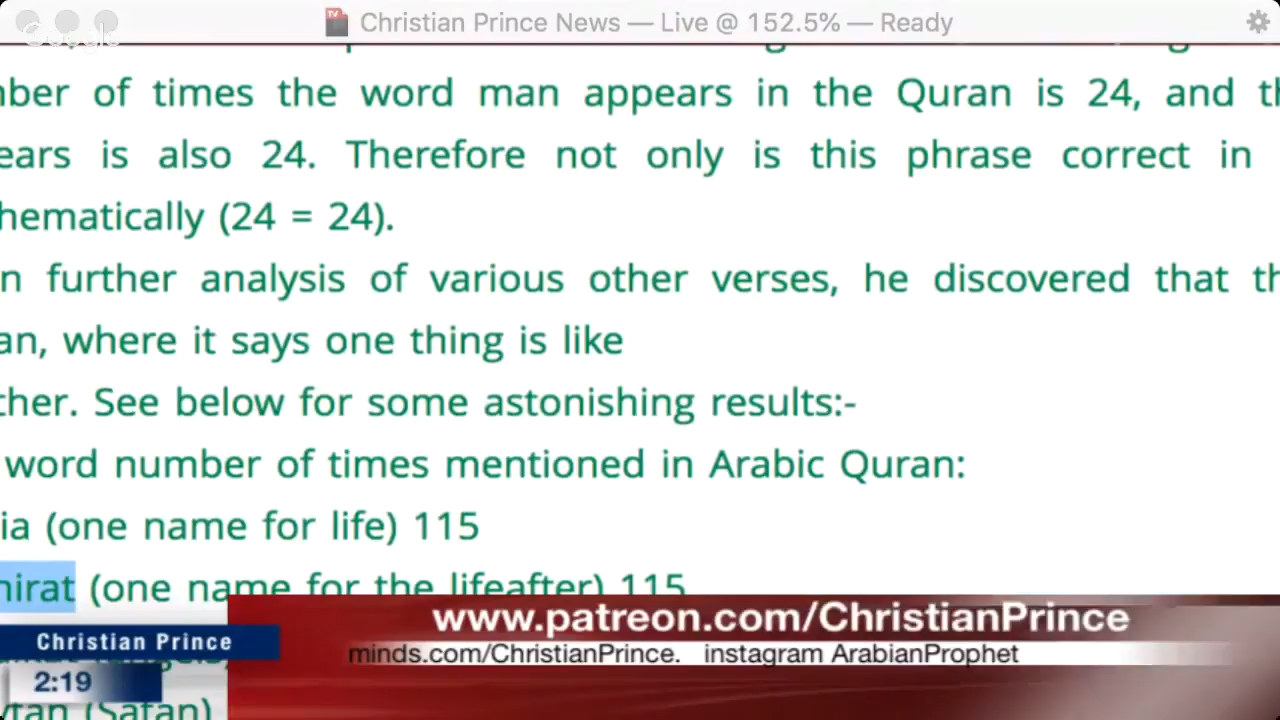 Christian Prince News — Live @ 152.5% — Ready
Google
nber of times the word man appears in the Quran is 24, and th
ears is also 24. Therefore not only is this phrase correct in
hematically (24 = 24).
n further analysis of various other verses, he discovered that th
an, where it says one thing is like
ther. See below for some astonishing results:-
word number of times mentioned in Arabic Quran:
ia (one name for life) 115
hirat (one name for the lifeafter) 115
www.patreon.com/ChristianPrince
Christian Prince
minds.com/ChristianPrince. instagram ArabianProphet
2:19
ytan (Satan)